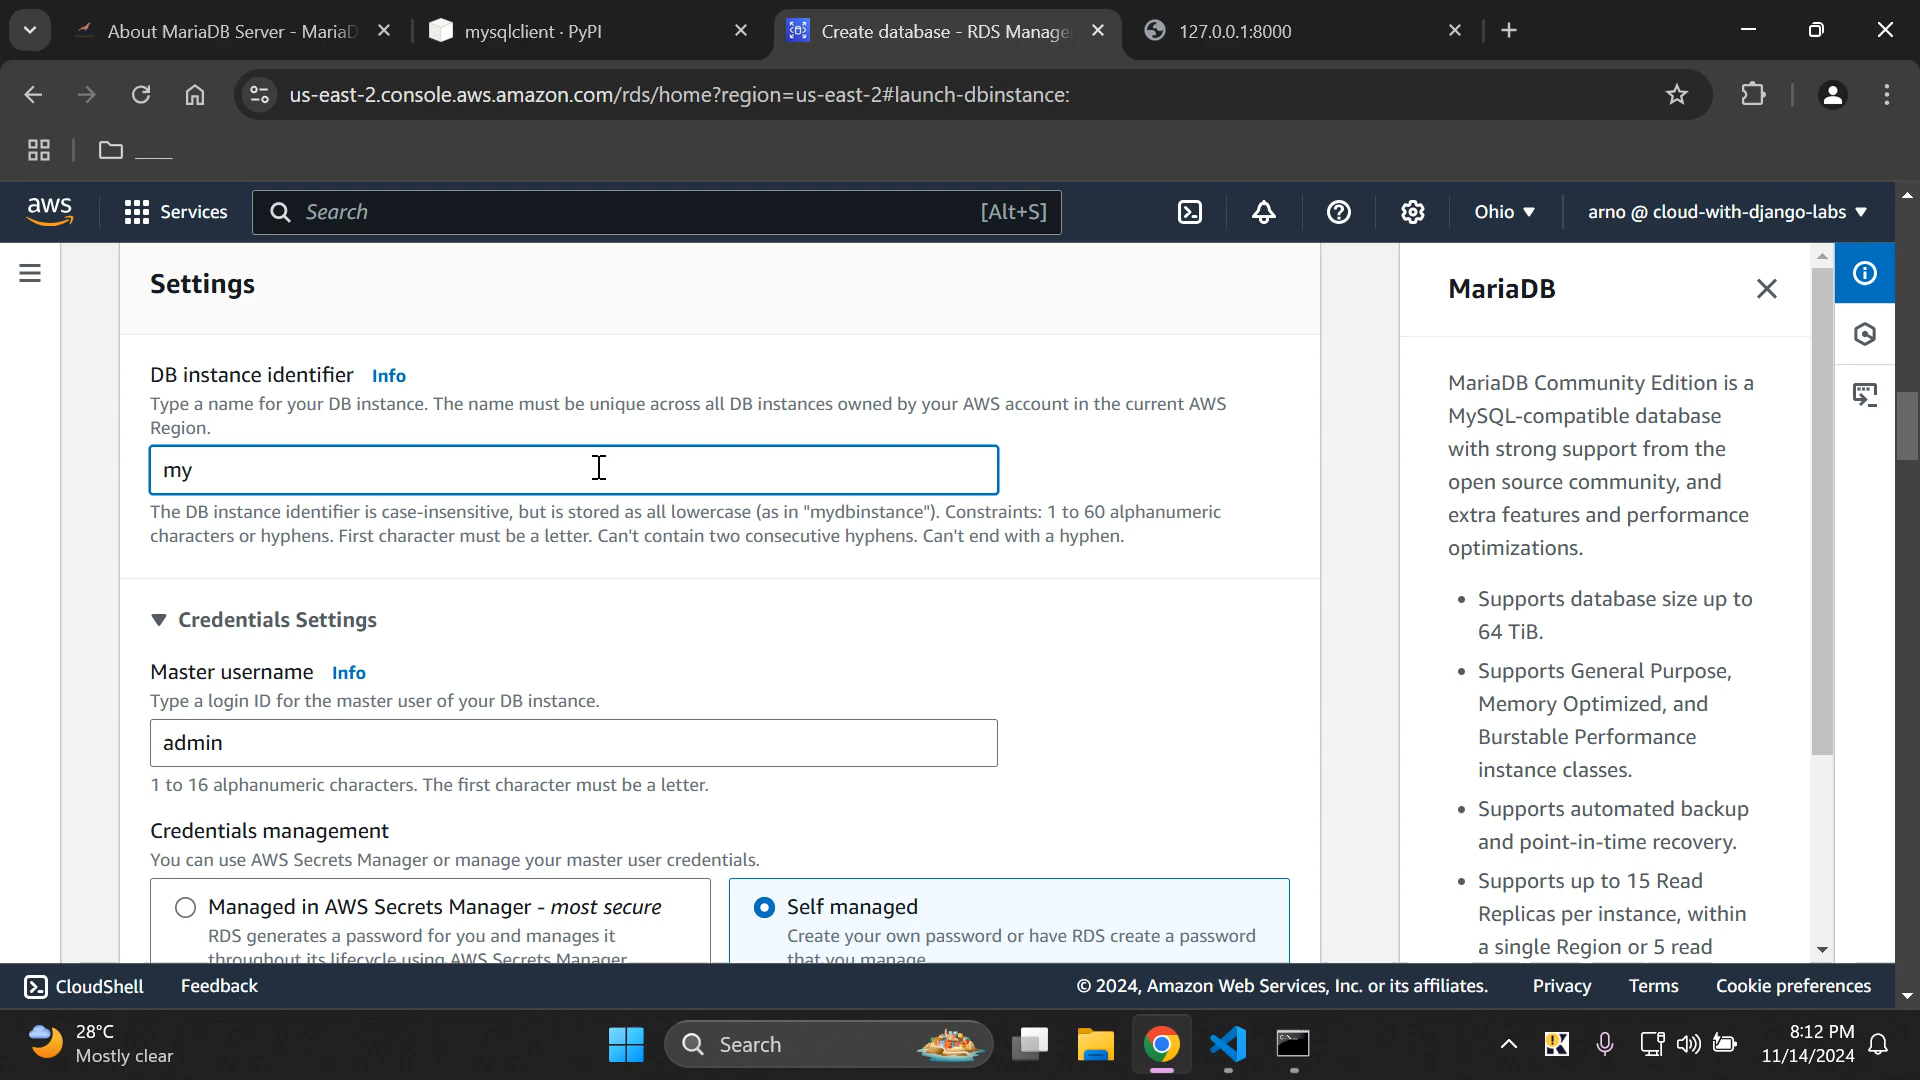 About MariaDB Server - MariaD
mysqlclient · PyPI
Create database - RDS Manage
127.0.0.1:8000
us-east-2.console.aws.amazon.com/rds/home?region=us-east-2#launch-dbinstance:
____
aws
Services
Search
[Alt+S]
Ohio
arno @ cloud-with-django-labs
Settings
DB instance identifier Info
Type a name for your DB instance. The name must be unique across all DB instances owned by your AWS account in the current AWS
Region.
my
The DB instance identifier is case-insensitive, but is stored as all lowercase (as in "mydbinstance"). Constraints: 1 to 60 alphanumeric
characters or hyphens. First character must be a letter. Can't contain two consecutive hyphens. Can't end with a hyphen.
Credentials Settings
Master username Info
Type a login ID for the master user of your DB instance.
admin
1 to 16 alphanumeric characters. The first character must be a letter.
Credentials management
You can use AWS Secrets Manager or manage your master user credentials.
Managed in AWS Secrets Manager - most secure
RDS generates a password for you and manages it
throughout its lifecycle using AWS Secrets Manager.
Self managed
Create your own password or have RDS create a password
that you manage.
MariaDB
MariaDB Community Edition is a
MySQL-compatible database
with strong support from the
open source community, and
extra features and performance
optimizations.
• Supports database size up to
64 TiB.
• Supports General Purpose,
Memory Optimized, and
Burstable Performance
instance classes.
• Supports automated backup
and point-in-time recovery.
• Supports up to 15 Read
Replicas per instance, within
a single Region or 5 read
CloudShell
Feedback
© 2024, Amazon Web Services, Inc. or its affiliates.
Privacy
Terms
Cookie preferences
28°C
Mostly clear
Search
8:12 PM
11/14/2024